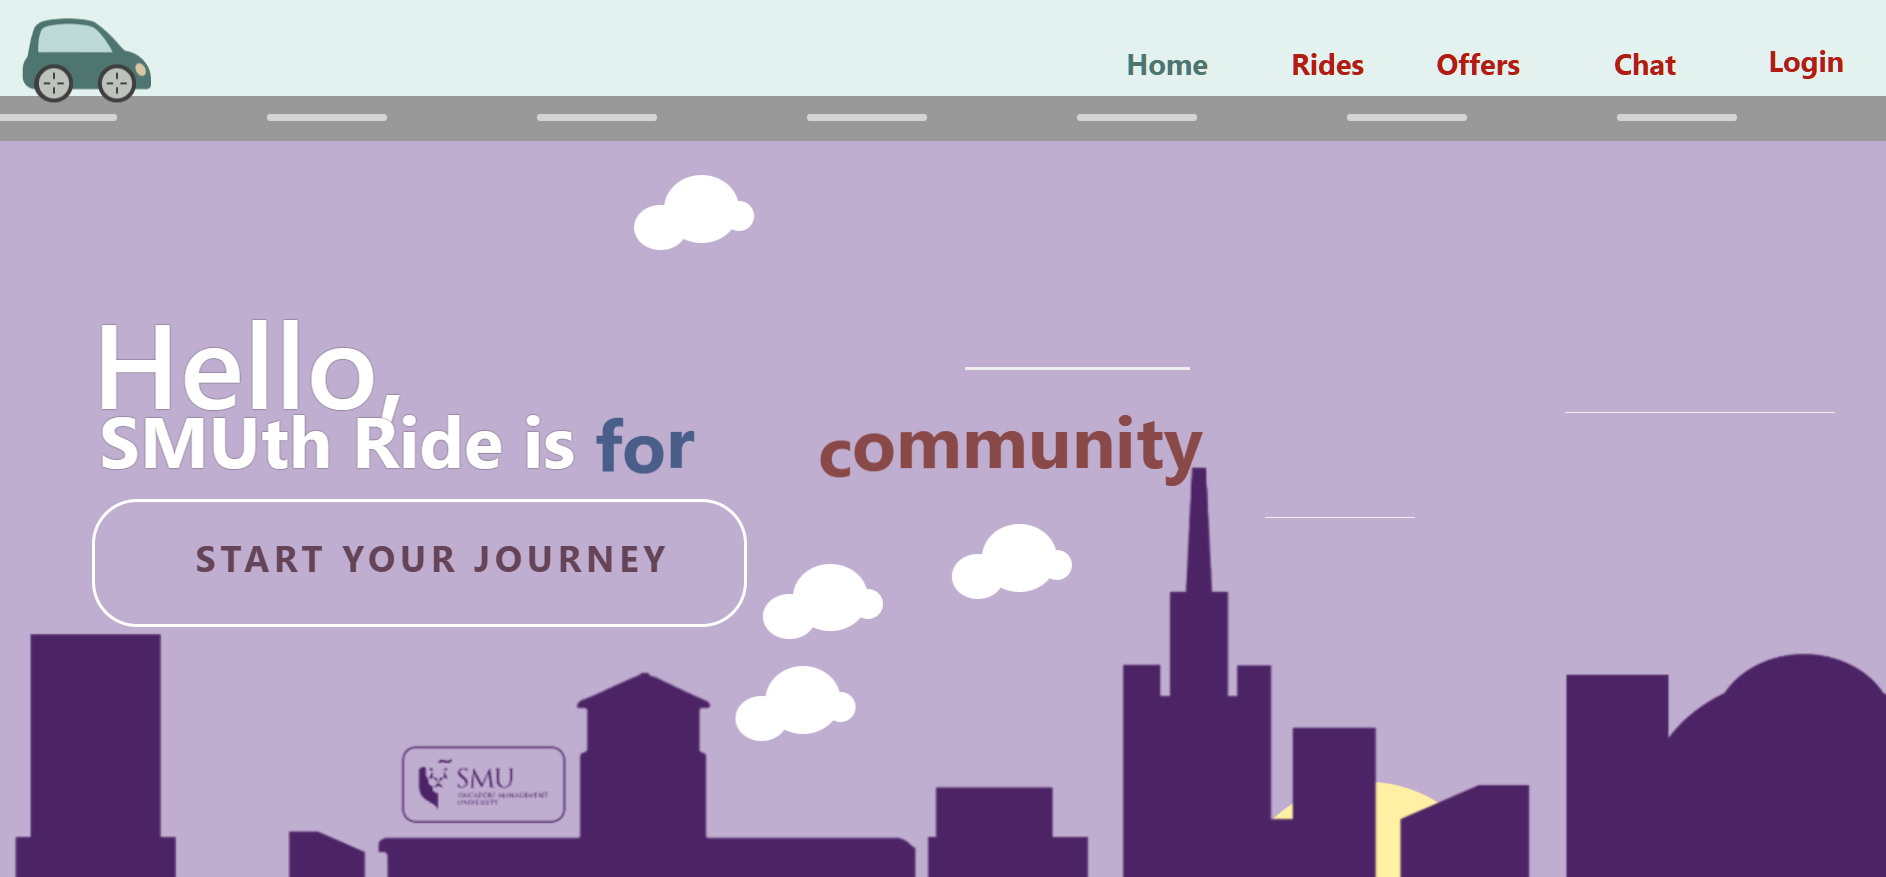 Home Rides Offers Chat Login
Hello,
SMUth Ride is for community
START YOUR JOURNEY
SMU
SINGAPORE MANAGEMENT
UNIVERSITY